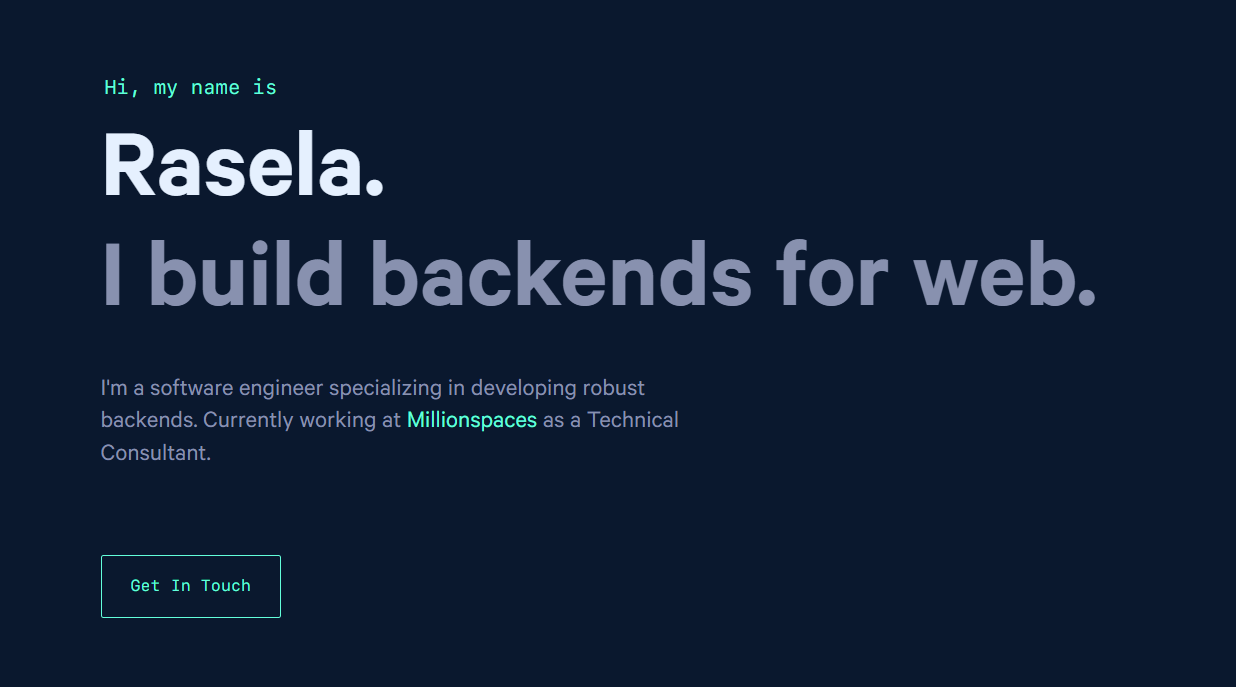 Hi, my name is
Rasela.
I build backends for web.
I'm a software engineer specializing in developing robust
backends. Currently working at Millionspaces as a Technical
Consultant.
Get In Touch